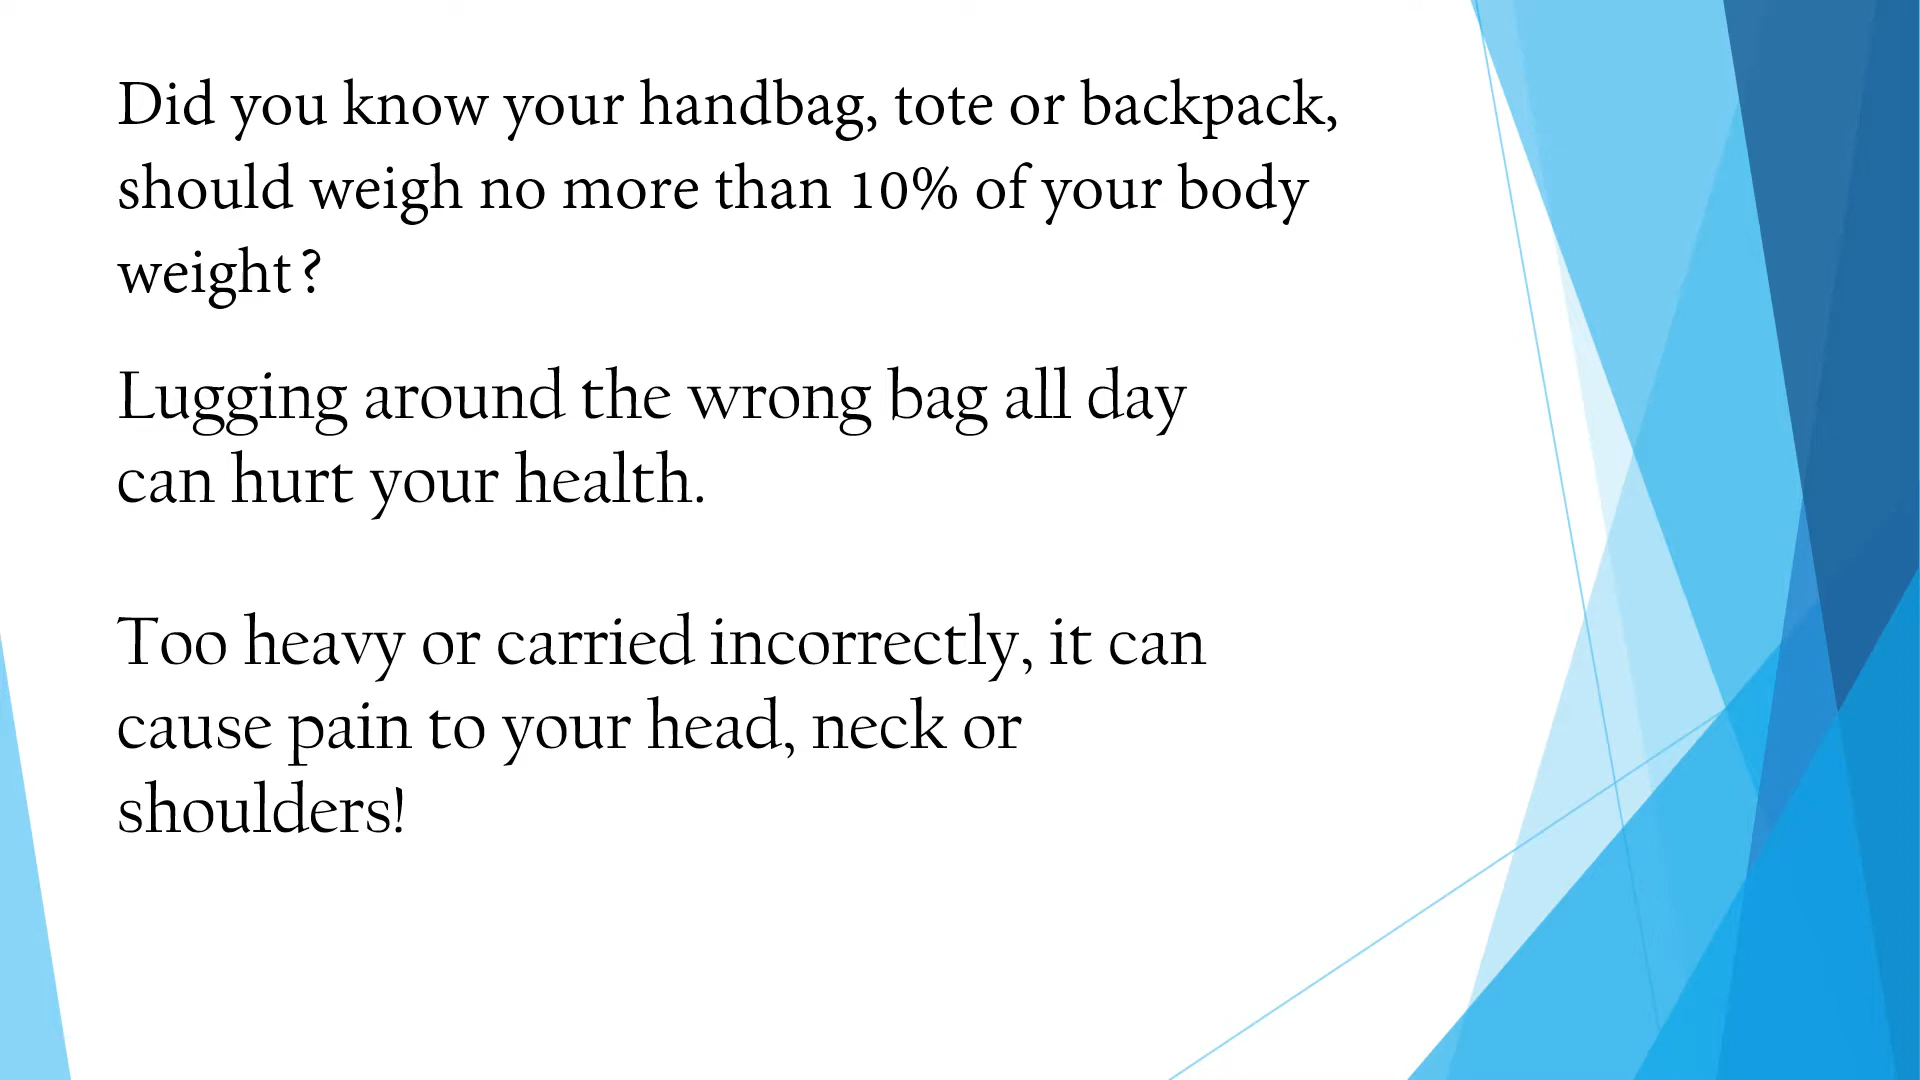 Did you know your handbag, tote or backpack,
should weigh no more than 10% of your body
weight?
Lugging around the wrong bag all day
can hurt your health.
Too heavy or carried incorrectly, it can
cause pain to your head, neck or
shoulders!